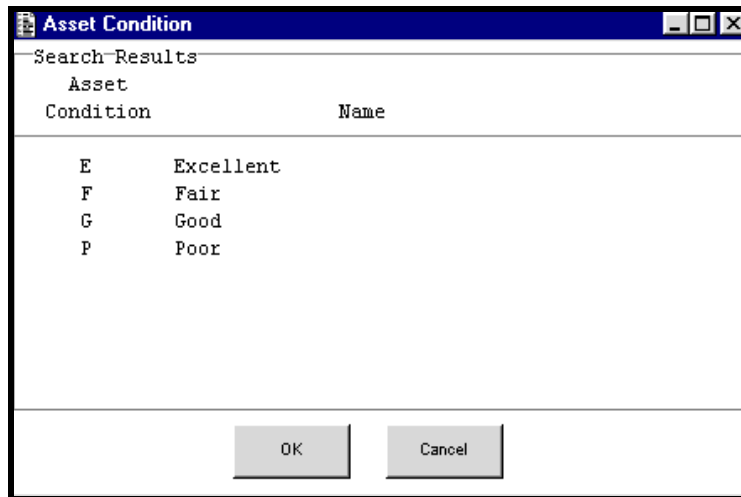 Asset Condition
Search Results
Asset
Condition Name
E Excellent
F Fair
G Good
P Poor
OK Cancel